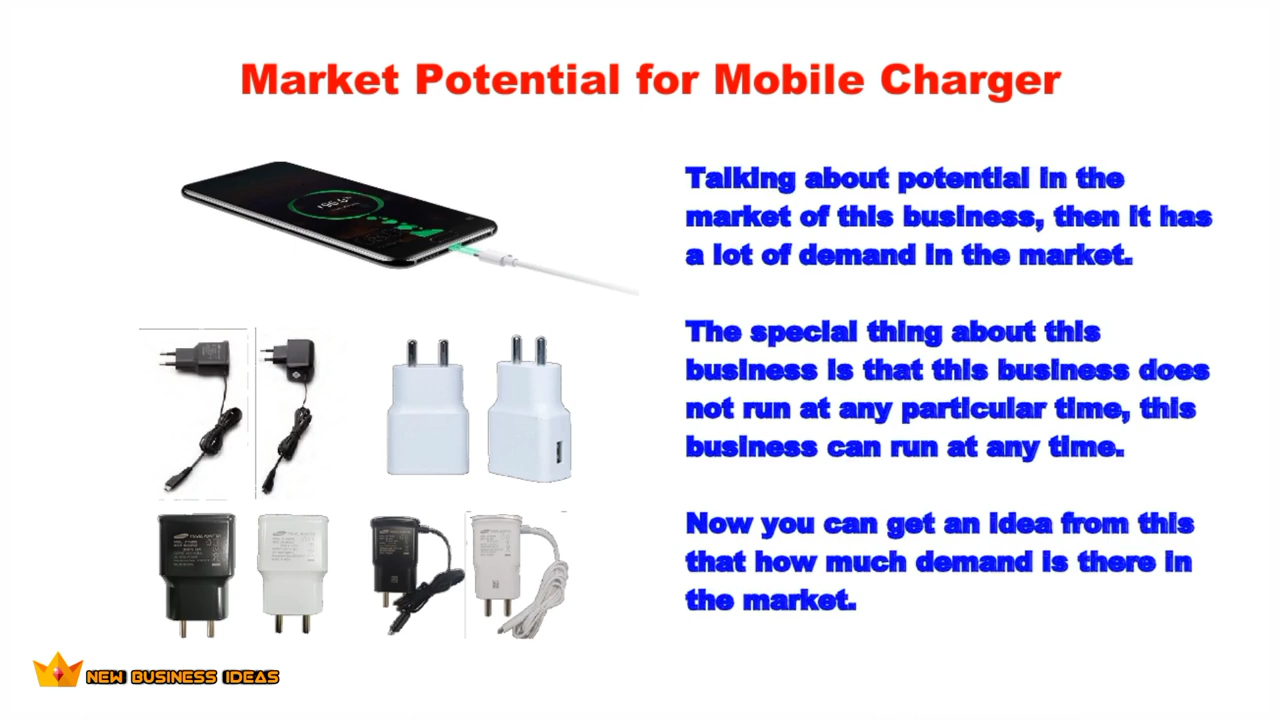 Market Potential for Mobile Charger
Talking about potential in the
market of this business, then it has
a lot of demand in the market.
The special thing about this
business is that this business does
not run at any particular time, this
business can run at any time.
Now you can get an idea from this
that how much demand is there in
the market.
NEW BUSINESS IDEAS